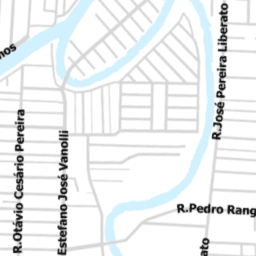 nos
R.José Pereira Liberato
R.Otávio Cesário Pereira
Estefano José Vanolli
R.Pedro Rang
ato